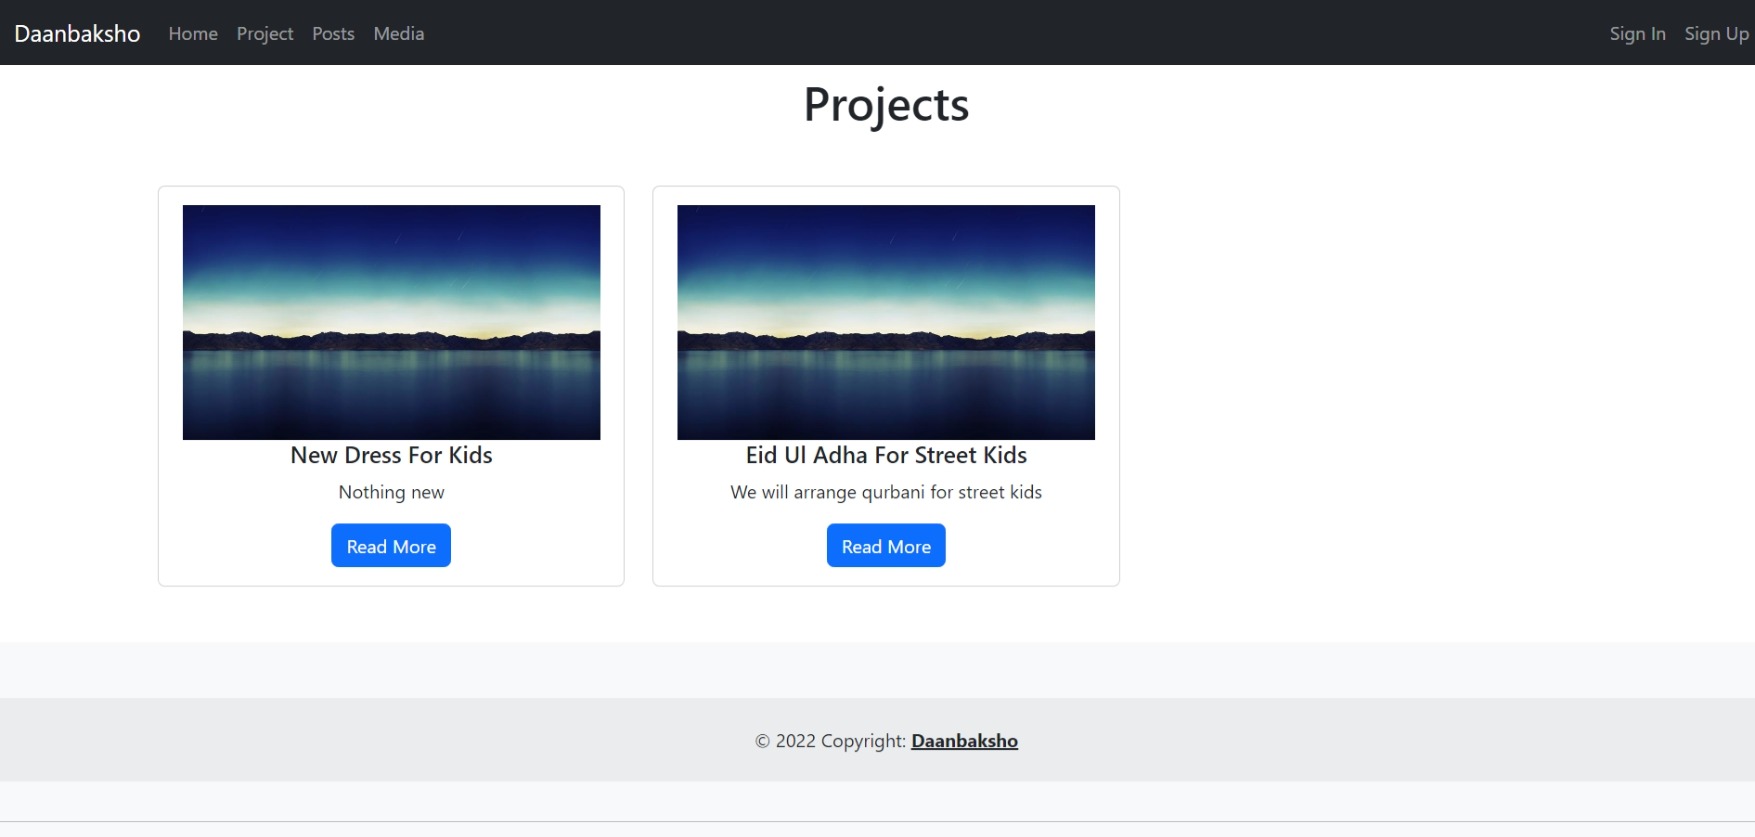 Daanbaksho Home Project Posts Media Sign In Sign Up
Projects
New Dress For Kids
Nothing new
Read More
Eid Ul Adha For Street Kids
We will arrange qurbani for street kids
Read More
© 2022 Copyright: Daanbaksho